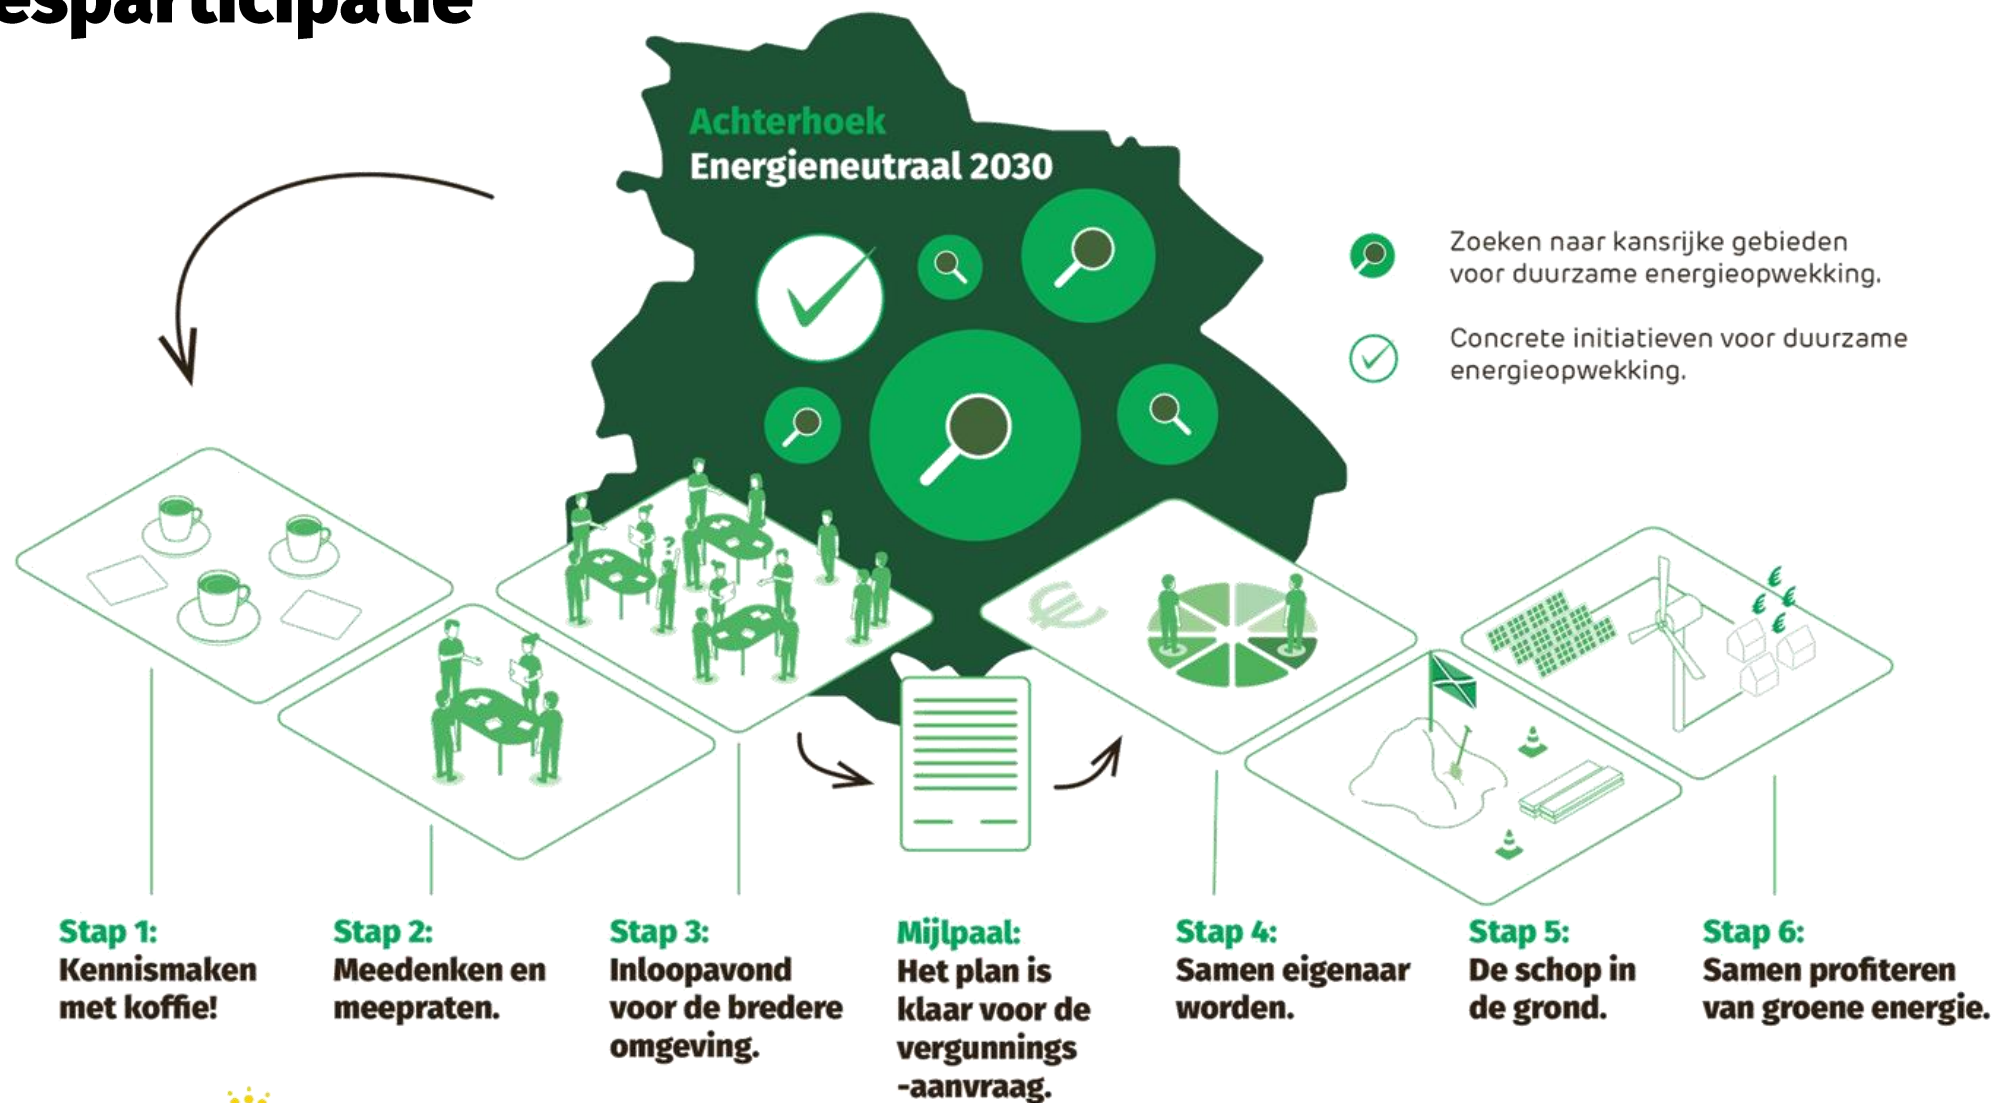 esparticipatie
Achterhoek
Energieneutraal 2030
Zoeken naar kansrijke gebieden
voor duurzame energieopwekking.
Concrete initiatieven voor duurzame
energieopwekking.
?
€
€
€
€
€
Stap 1:
Kennismaken
met koffie!
Stap 2:
Meedenken en
meepraten.
Stap 3:
Inloopavond
voor de bredere
omgeving.
Mijlpaal:
Het plan is
klaar voor de
vergunnings
-aanvraag.
Stap 4:
Samen eigenaar
worden.
Stap 5:
De schop in
de grond.
Stap 6:
Samen profiteren
van groene energie.